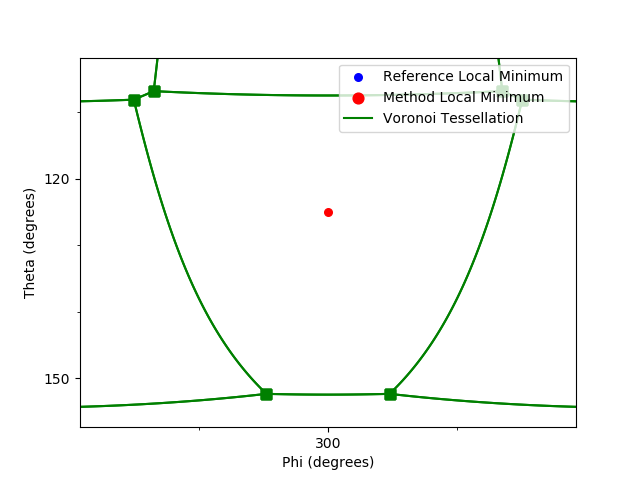 Reference Local Minimum
Method Local Minimum
Voronoi Tessellation
120
150
300
Theta (degrees)
Phi (degrees)